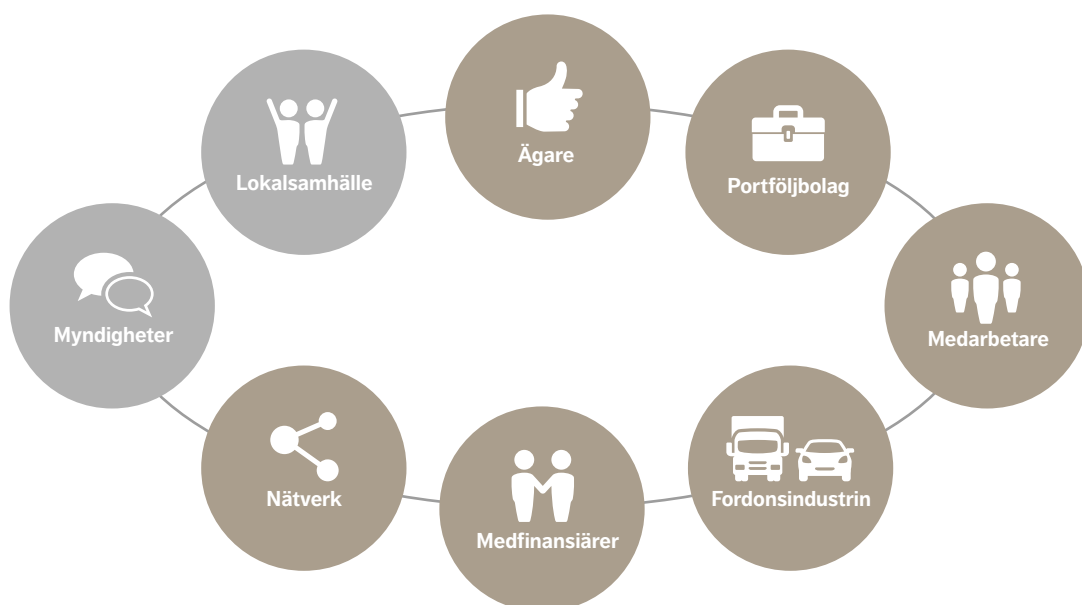 Ägare
Lokalsamhälle
Portföljbolag
Myndigheter
Medarbetare
Nätverk
Fordonsindustrin
Medfinansiärer